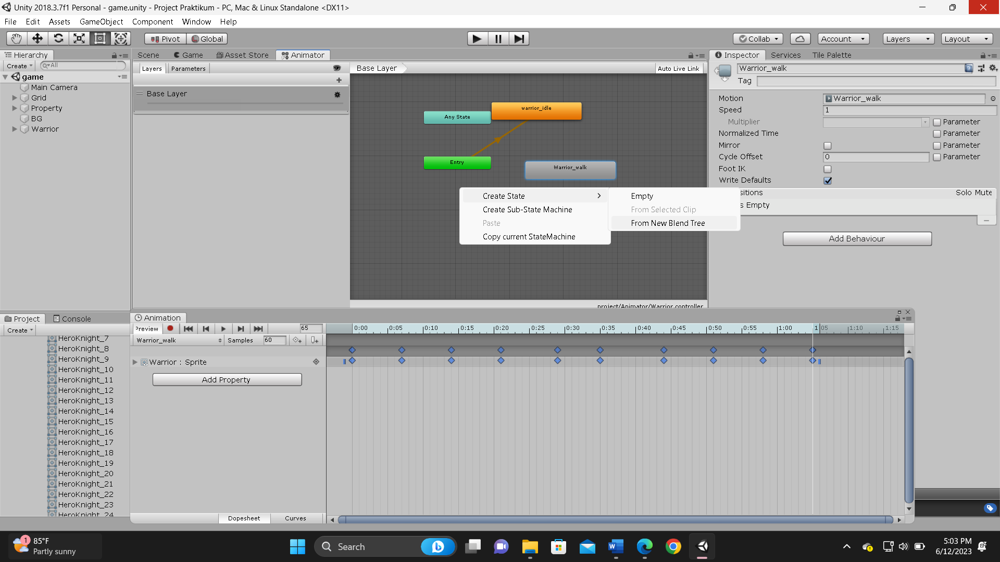 Unity 2018.3.7f1 Personal - game.unity - Project Praktikum - PC, Mac & Linux Standalone <DX11>
File Edit Assets GameObject Component Window Help
Pivot Global Collab Account Layers Layout
Hierarchy
Create All
game
Main Camera
Grid
Property
BG
Warrior
Scene Game Asset Store Animator
Layers Parameters
Base Layer
Base Layer Auto Live Link
Any State
warrior_idle
Entry
Warrior_walk
Create State
Create Sub-State Machine
Paste
Copy current StateMachine
Empty
From Selected Clip
From New Blend Tree
project/Animator/Warrior.controller
Inspector Services Tile Palette
Warrior_walk
Tag
Motion Warrior_walk
Speed 1
Multiplier Parameter
Normalized Time Parameter
Mirror Parameter
Cycle Offset 0 Parameter
Foot IK
Write Defaults
sitions Solo Mute
s Empty
Add Behaviour
Project Console
Create
HeroKnight_7
HeroKnight_8
HeroKnight_9
HeroKnight_10
HeroKnight_11
HeroKnight_12
HeroKnight_13
HeroKnight_14
HeroKnight_15
HeroKnight_16
HeroKnight_17
HeroKnight_18
HeroKnight_19
HeroKnight_20
HeroKnight_21
HeroKnight_22
HeroKnight_23
HeroKnight_24
Animation
Preview 65 0:00 0:05 0:10 0:15 0:20 0:25 0:30 0:35 0:40 0:45 0:50 0:55 1:00 1:05 1:10 1:15
Warrior_walk Samples 60
Warrior : Sprite
Add Property
Dopesheet Curves
1 85°F
Partly sunny
Search
5:03 PM
6/12/2023